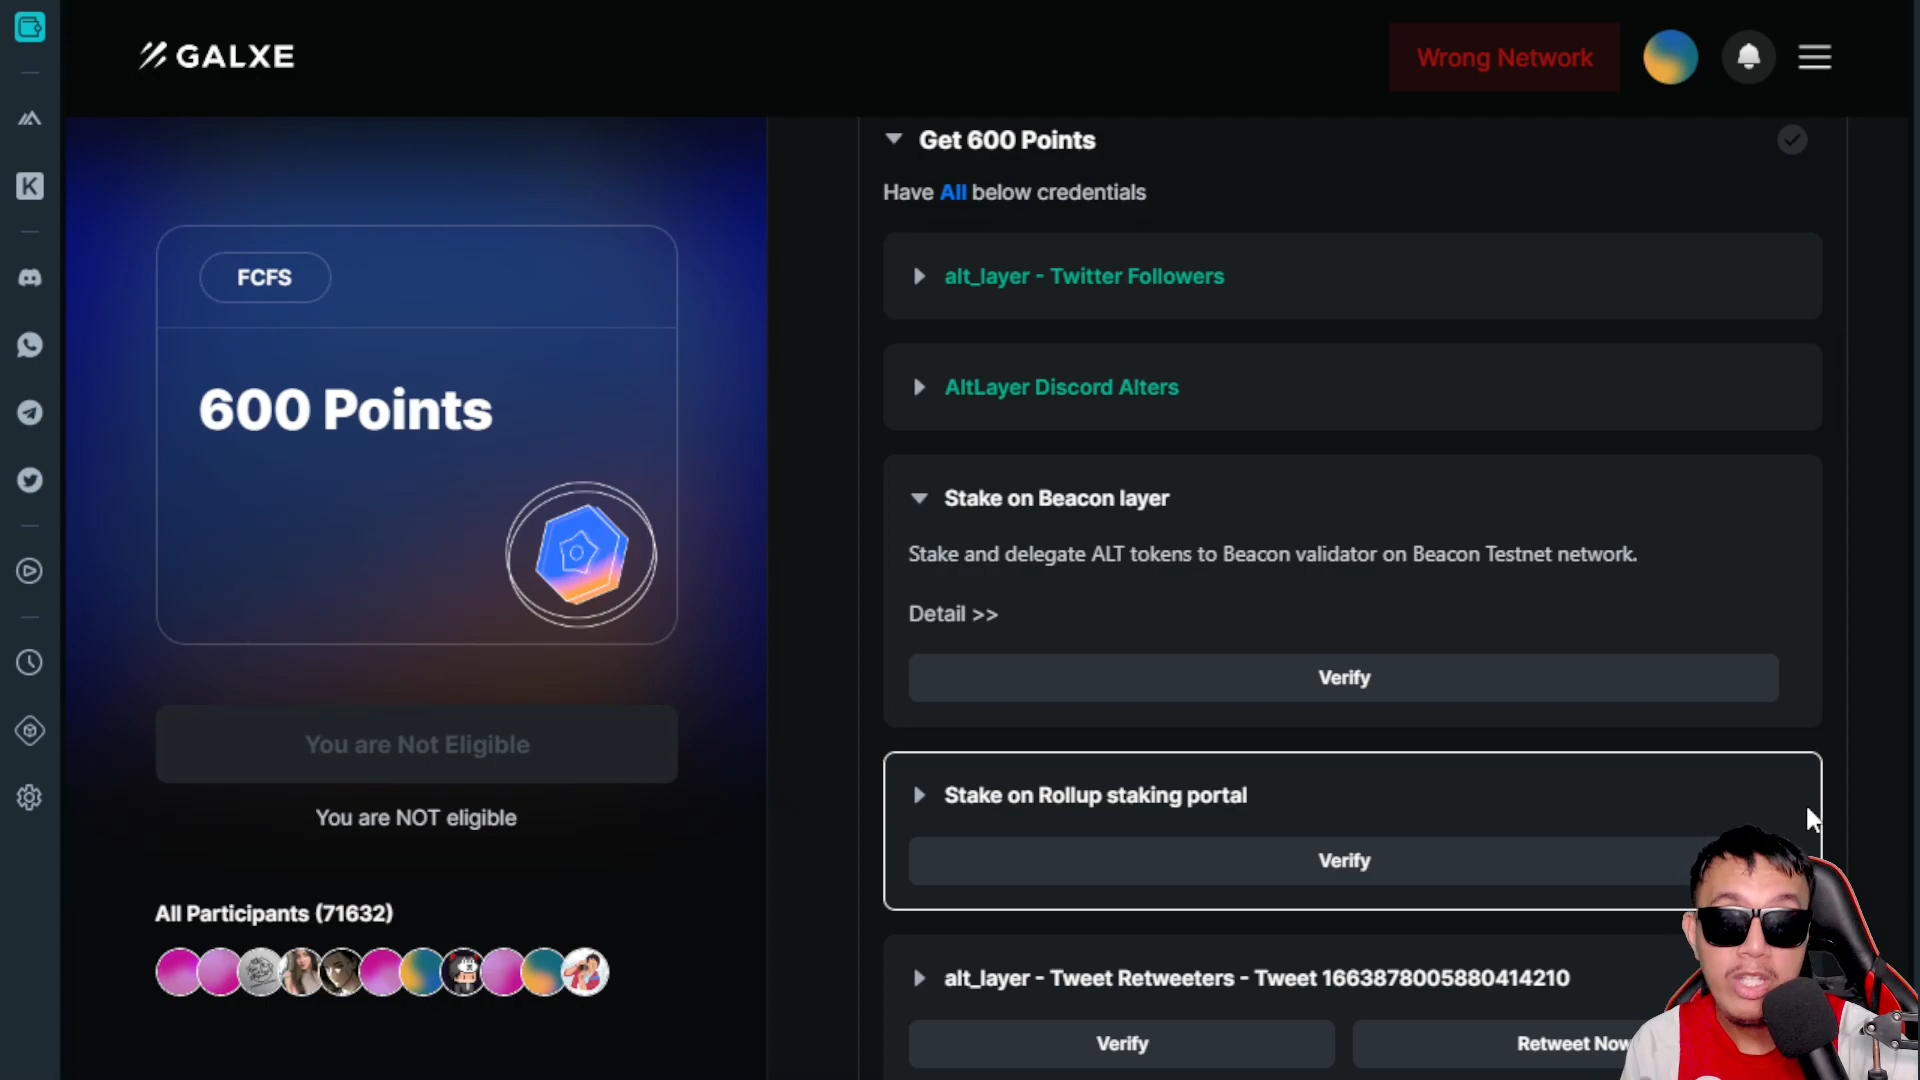 GALXE
Wrong Network
Get 600 Points
Have All below credentials
FCFS
600 Points
You are Not Eligible
You are NOT eligible
All Participants (71632)
alt_layer - Twitter Followers
AltLayer Discord Alters
Stake on Beacon layer
Stake and delegate ALT tokens to Beacon validator on Beacon Testnet network.
Detail >>
Verify
Stake on Rollup staking portal
Verify
alt_layer - Tweet Retweeters - Tweet 1663878005880414210
Verify
Retweet Now
K